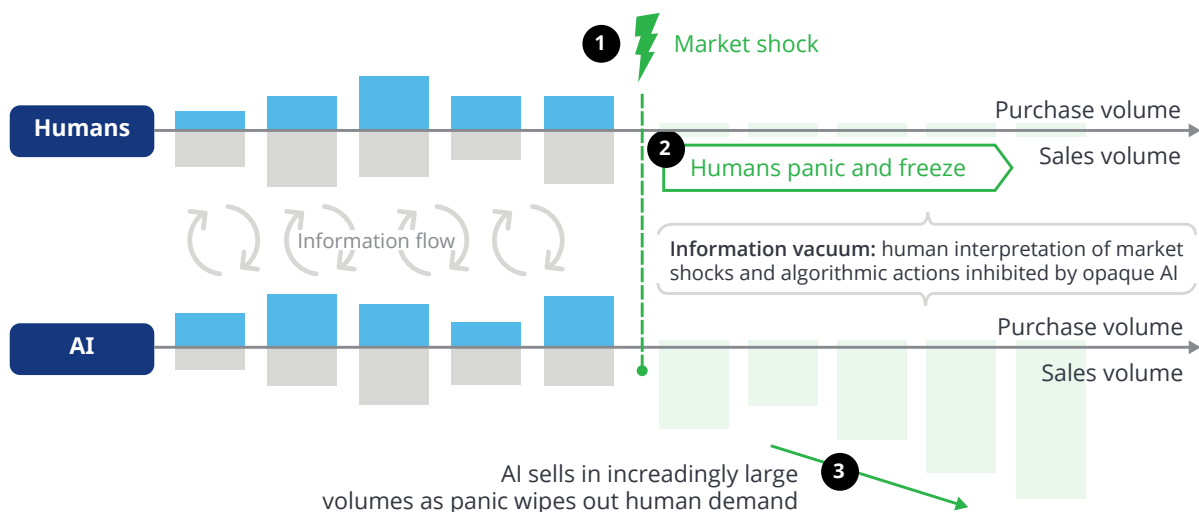 1
Market shock
Humans
Purchase volume
Sales volume
2
Humans panic and freeze
Information flow
Information vacuum: human interpretation of market
shocks and algorithmic actions inhibited by opaque AI
AI
Purchase volume
Sales volume
AI sells in increadingly large
volumes as panic wipes out human demand
3